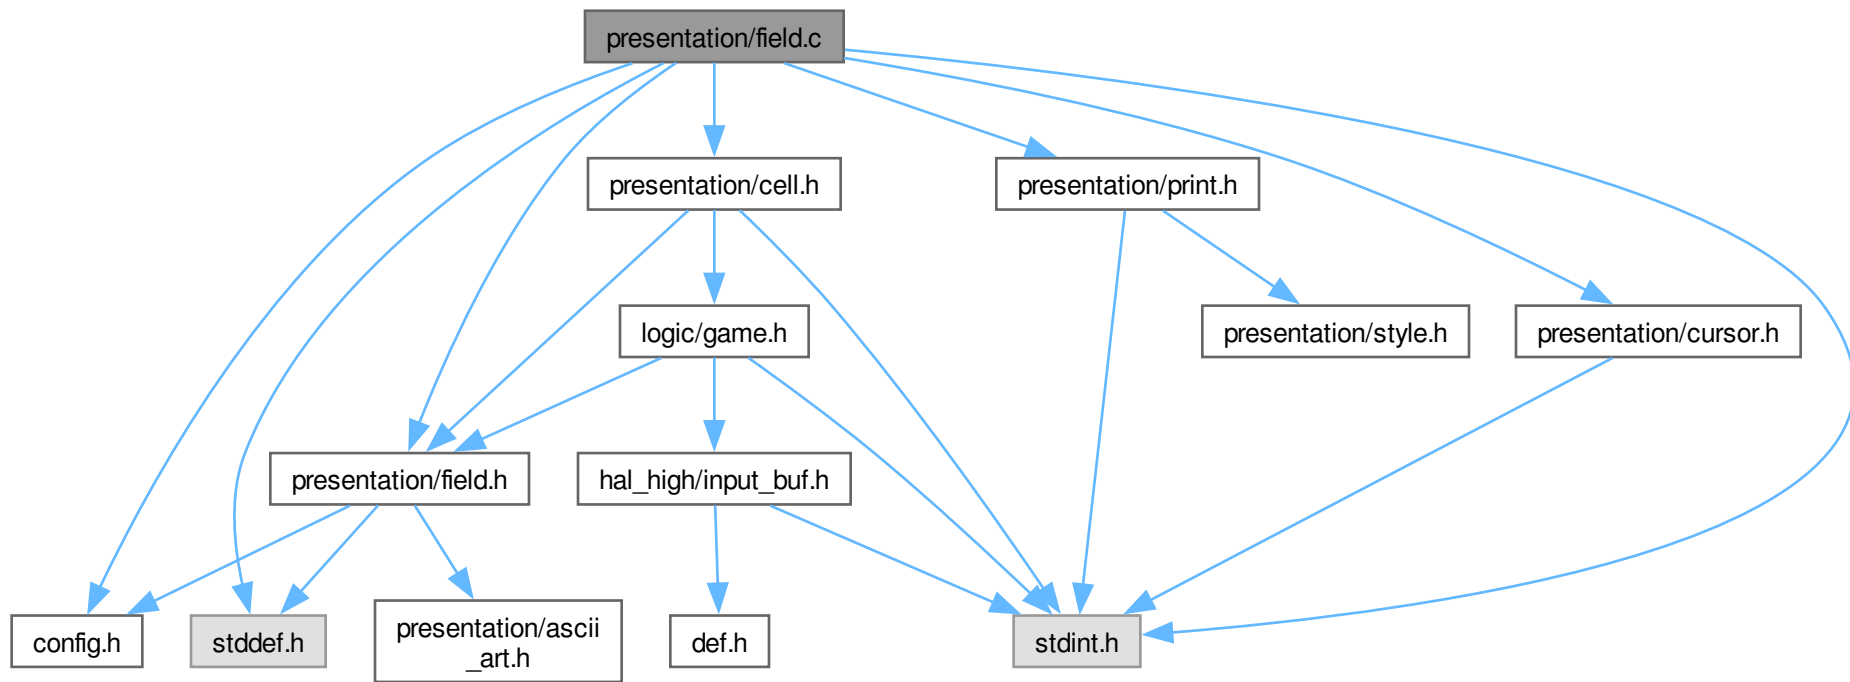 presentation/field.c
presentation/cell.h
presentation/print.h
logic/game.h
presentation/style.h
presentation/cursor.h
presentation/field.h
hal_high/input_buf.h
config.h
stddef.h
presentation/ascii
_art.h
def.h
stdint.h